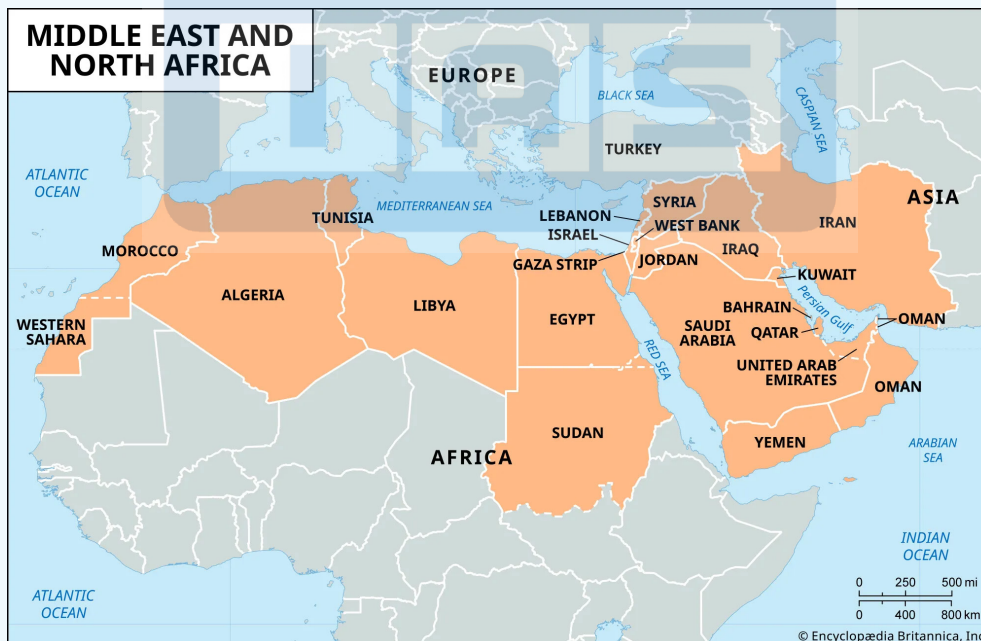 MIDDLE EAST AND
NORTH AFRICA
EUROPE
BLACK SEA
CASPIAN SEA
TURKEY
ATLANTIC
OCEAN
ASIA
MEDITERRANEAN SEA
TUNISIA
SYRIA
LEBANON
WEST BANK
ISRAEL
IRAN
MOROCCO
IRAQ
GAZA STRIP
JORDAN
KUWAIT
ALGERIA
LIBYA
EGYPT
Persian Gulf
BAHRAIN
OMAN
WESTERN
SAHARA
SAUDI
ARABIA
QATAR
RED SEA
UNITED ARAB
EMIRATES
OMAN
SUDAN
YEMEN
AFRICA
ARABIAN
SEA
INDIAN
OCEAN
ATLANTIC
OCEAN
0 250 500 mi
0 400 800 km
© Encyclopædia Britannica, Inc